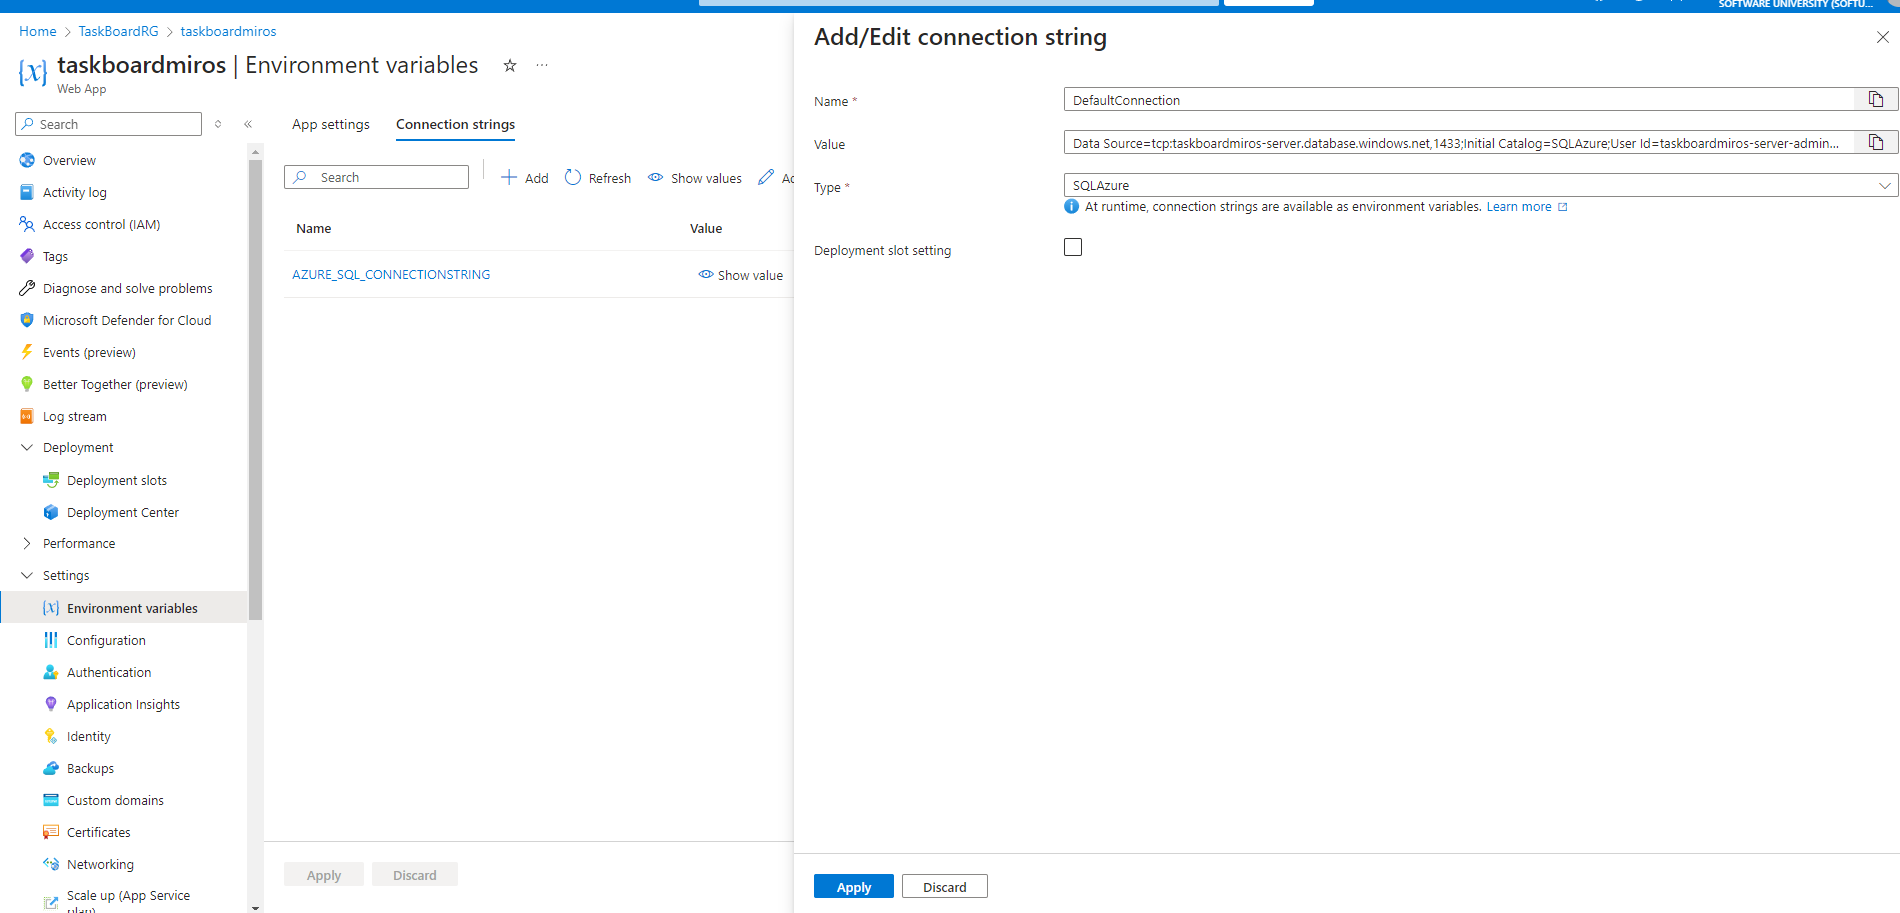 SOFTWARE UNIVERSITY (SOFTU...
Home > TaskBoardRG > taskboardmiros
{x} taskboardmiros | Environment variables ...
Web App
Search
Overview
Activity log
Access control (IAM)
Tags
Diagnose and solve problems
Microsoft Defender for Cloud
Events (preview)
Better Together (preview)
Log stream
Deployment
Deployment slots
Deployment Center
Performance
Settings
Environment variables
Configuration
Authentication
Application Insights
Identity
Backups
Custom domains
Certificates
Networking
Scale up (App Service
plan)
App settings Connection strings
Search Add Refresh Show values
Name Value
AZURE_SQL_CONNECTIONSTRING Show value
Apply Discard
Add/Edit connection string
Name * DefaultConnection
Value Data Source=tcp:taskboardmiros-server.database.windows.net,1433;Initial Catalog=SQLAzure;User Id=taskboardmiros-server-admin...
Type * SQLAzure
At runtime, connection strings are available as environment variables. Learn more
Deployment slot setting
Apply Discard